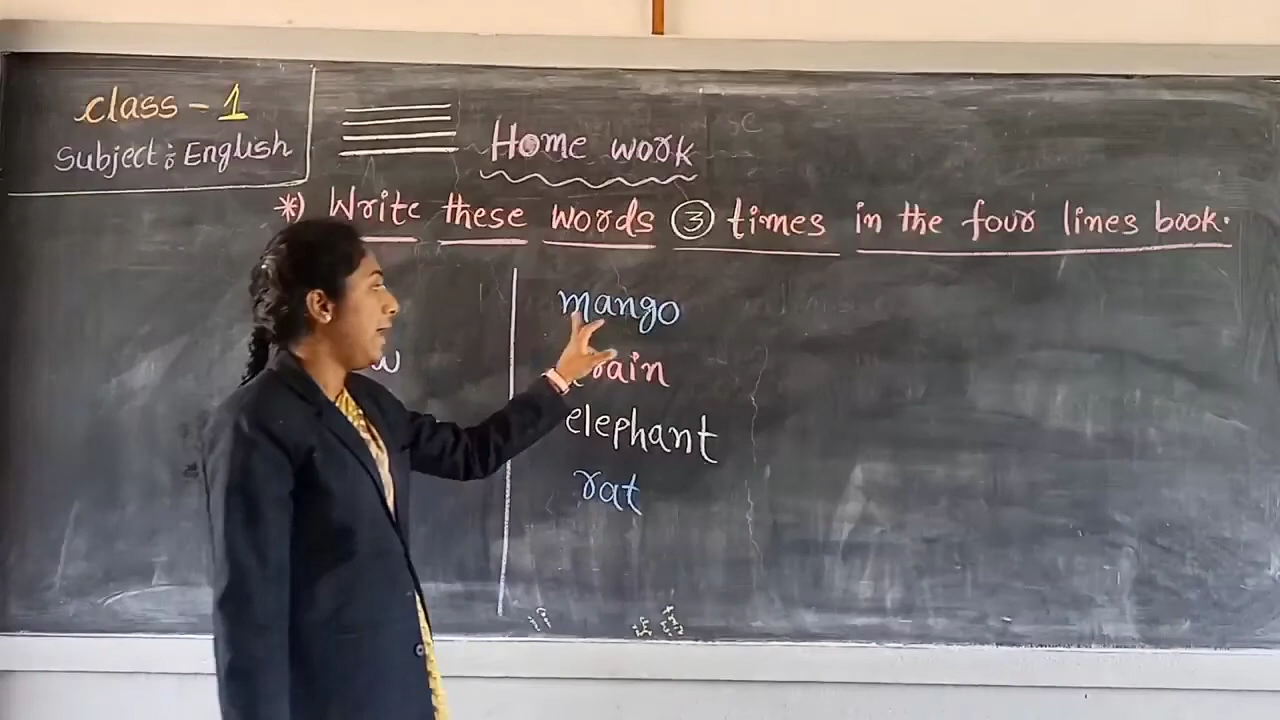 class - 1
Subject : English
Home work
*) Write these words ③ times in the four lines book.
mango
elephant
rat